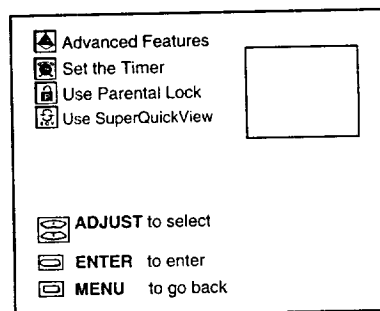 Advanced Features
Set the Timer
Use Parental Lock
Use SuperQuickView
ADJUST to select
ENTER to enter
MENU to go back